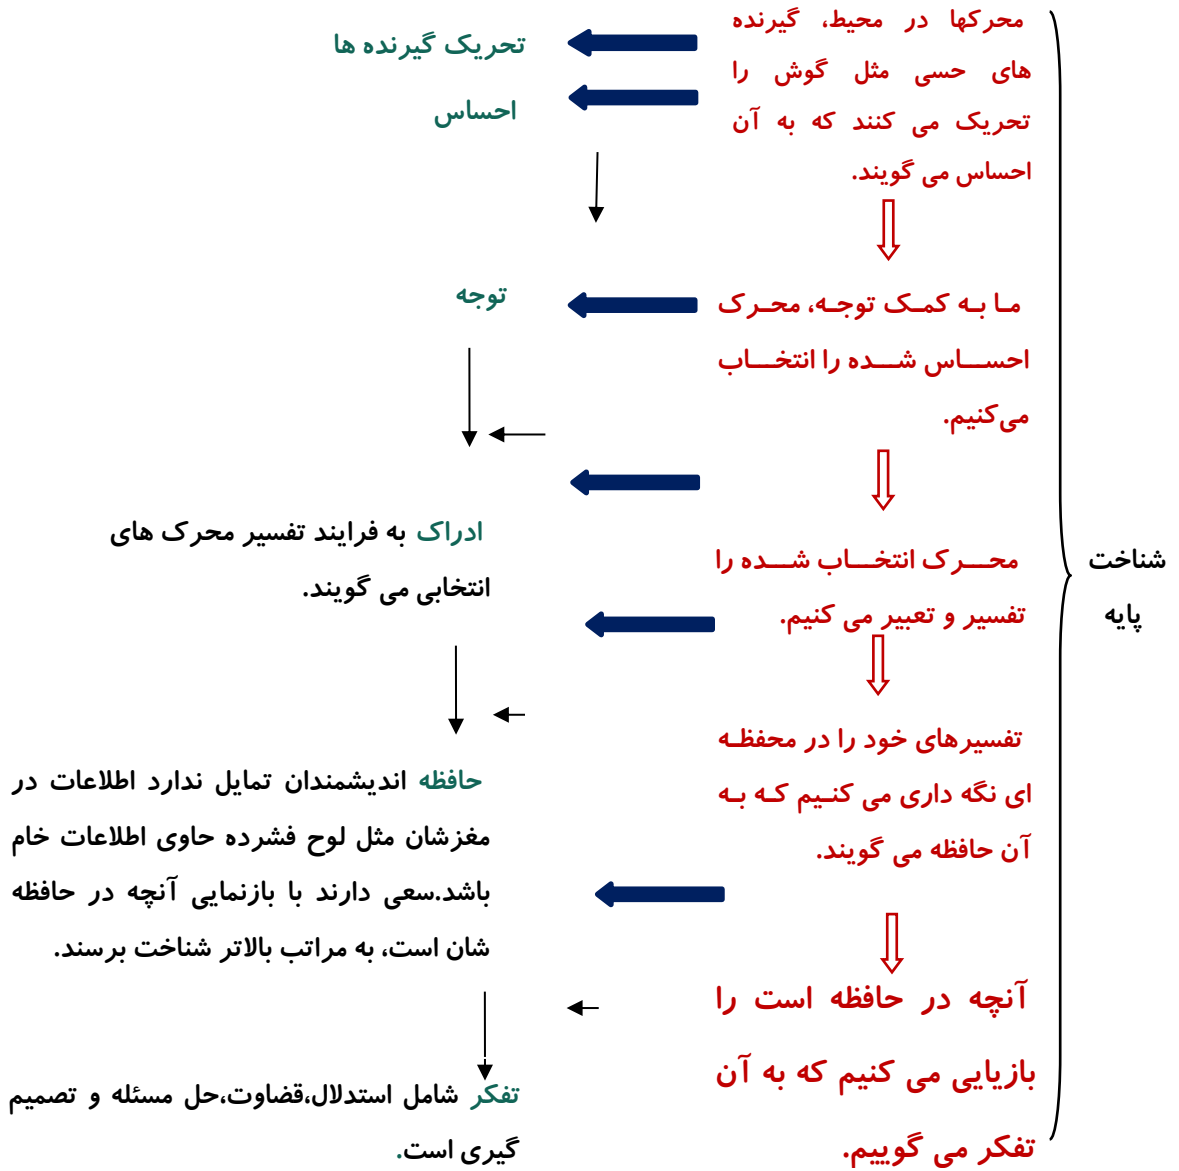 محرکها در محیط، گیرنده
های حسی مثل گوش را
تحریک می کنند که به آن
احساس می گویند.
تحریک گیرنده ها
احساس
ما به کمک توجه، محرک
احساس شده را انتخاب
می‌کنیم.
توجه
محرک انتخاب شده را
تفسیر و تعبیر می کنیم.
ادراک به فرایند تفسیر محرک های
انتخابی می گویند.
تفسیرهای خود را در محفظه
ای نگه داری می کنیم که به
آن حافظه می گویند.
حافظه اندیشمندان تمایل ندارد اطلاعات در
مغزشان مثل لوح فشرده حاوی اطلاعات خام
باشد.سعی دارند با بازنمایی آنچه در حافظه
شان است، به مراتب بالاتر شناخت برسند.
آنچه در حافظه است را
بازیایی می کنیم که به آن
تفکر می گوییم.
تفکر شامل استدلال،قضاوت،حل مسئله و تصمیم
گیری است.
شناخت
پایه